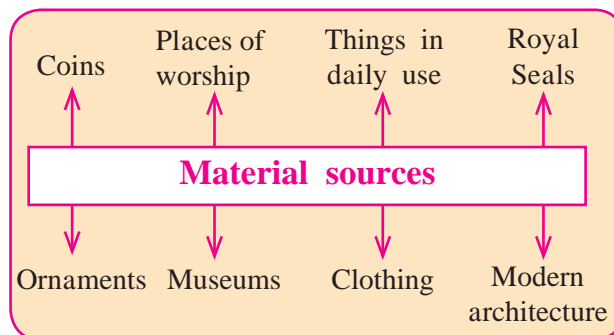 Coins
Places of
worship
Things in
daily use
Royal
Seals
Material sources
Ornaments
Museums
Clothing
Modern
architecture